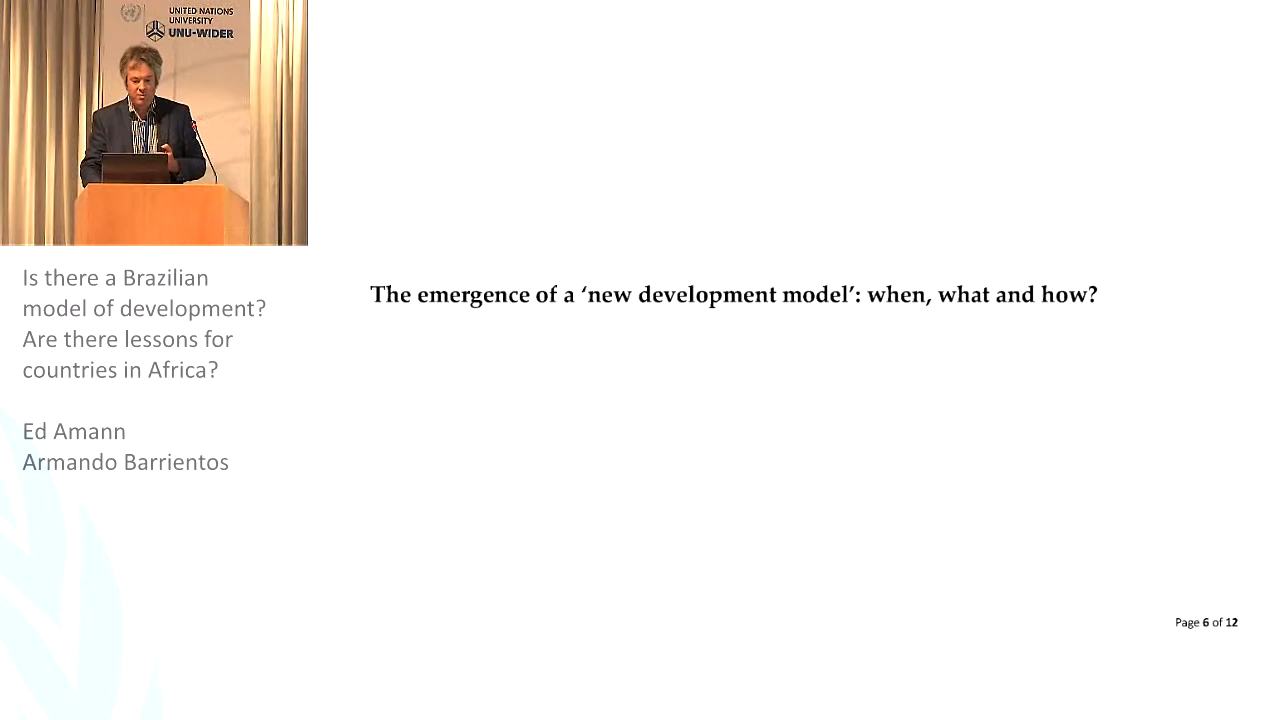 UNITED NATIONS
UNIVERSITY
UNU-WIDER
Is there a Brazilian
model of development?
Are there lessons for
countries in Africa?
Ed Amann
Armando Barrientos
The emergence of a ‘new development model’: when, what and how?
Page 6 of 12